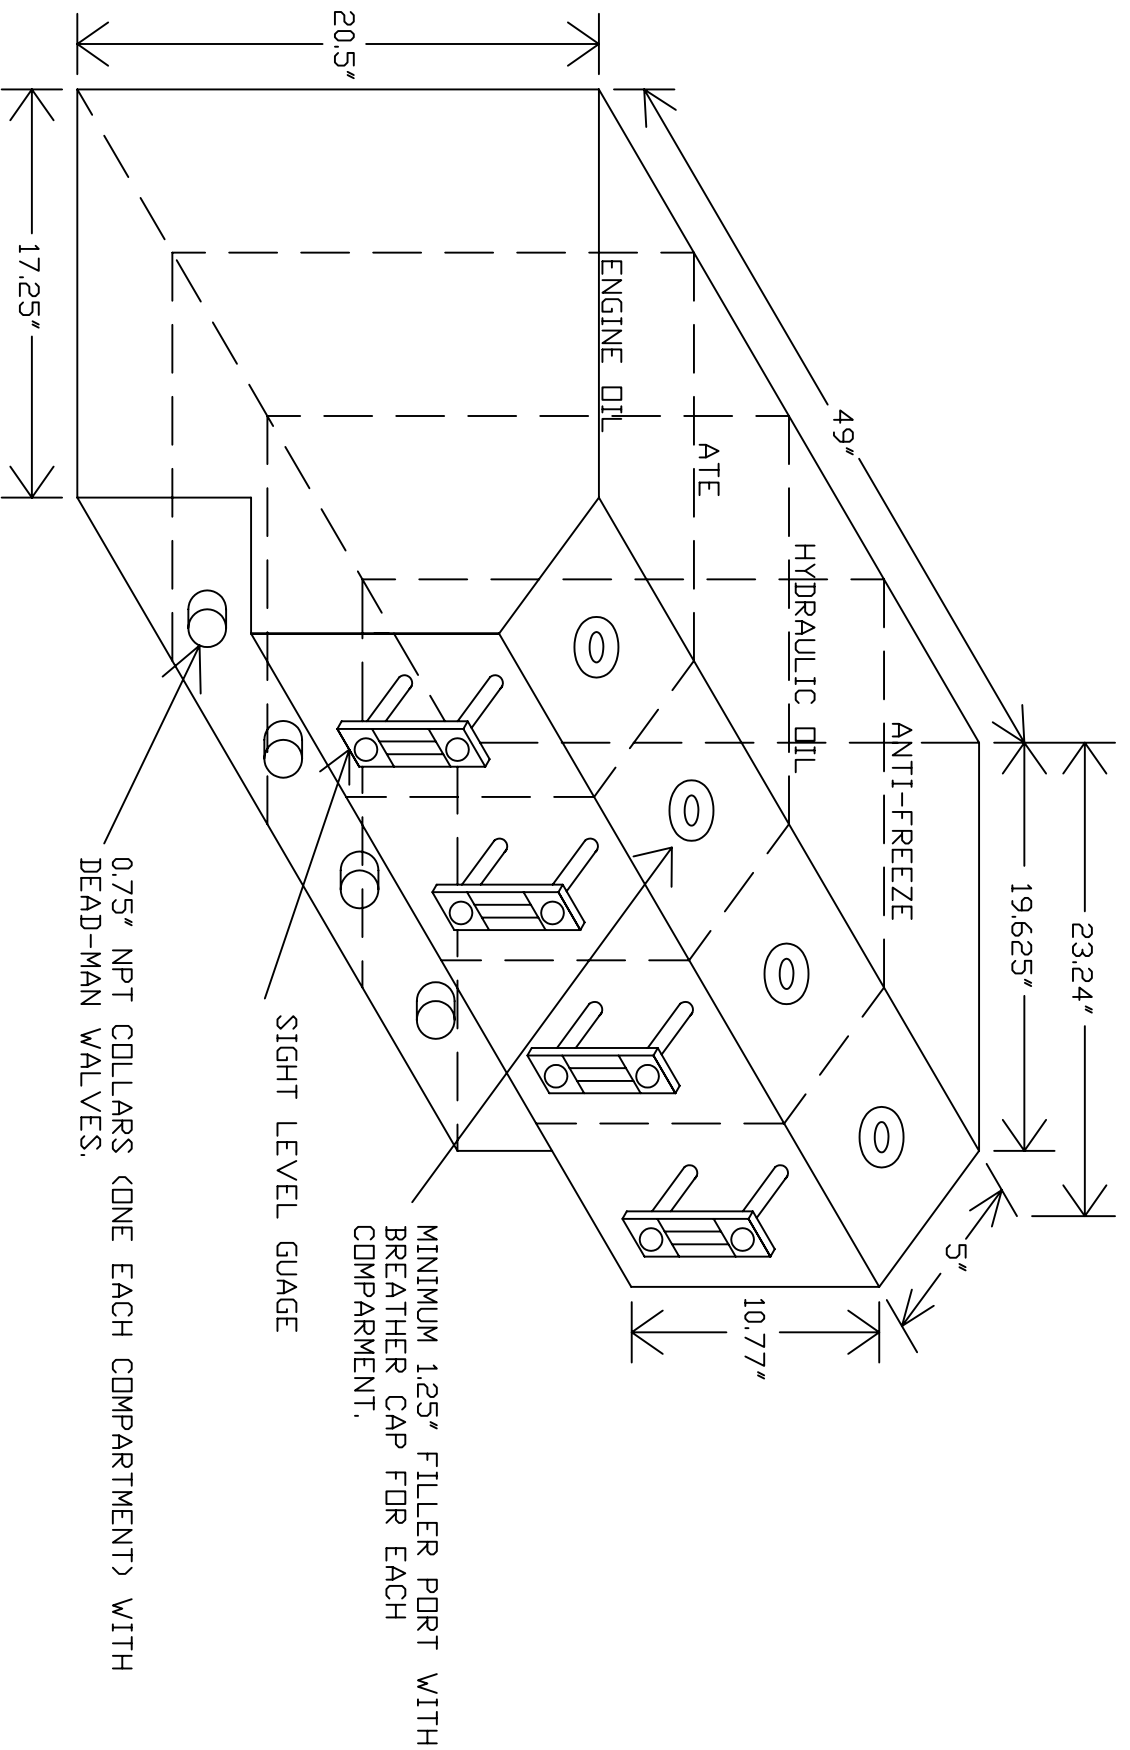 23.24"
19.625"
49"
5"
20.5"
17.25"
10.77"
ANTI-FREEZE
HYDRAULIC OIL
ATE
ENGINE OIL
MINIMUM 1.25" FILLER PORT WITH
BREATHER CAP FOR EACH
COMPARMENT.
SIGHT LEVEL GUAGE
0.75" NPT COLLARS (ONE EACH COMPARTMENT) WITH
DEAD-MAN WALVES.